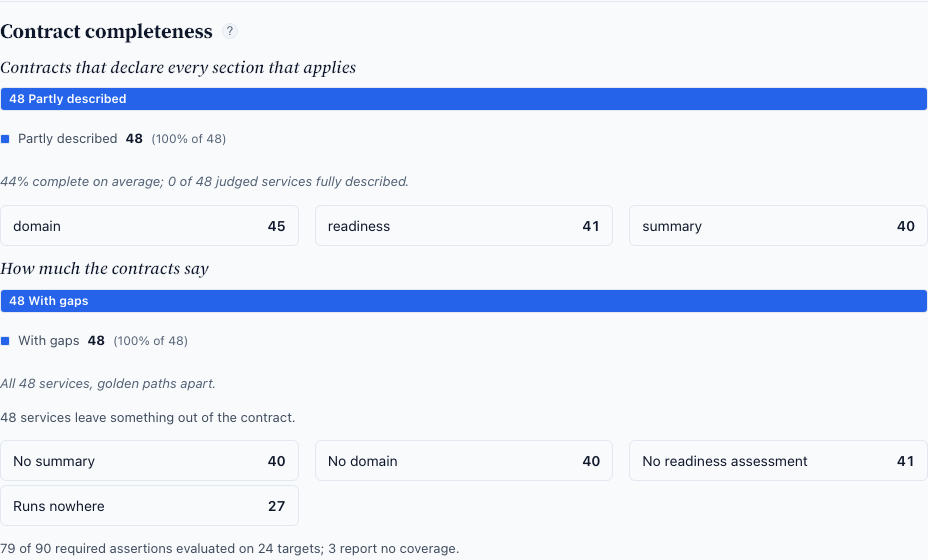 Contract completeness ?
Contracts that declare every section that applies
48 Partly described
Partly described 48 (100% of 48)
44% complete on average; 0 of 48 judged services fully described.
domain 45 readiness 41 summary 40
How much the contracts say
48 With gaps
With gaps 48 (100% of 48)
All 48 services, golden paths apart.
48 services leave something out of the contract.
No summary 40 No domain 40 No readiness assessment 41
Runs nowhere 27
79 of 90 required assertions evaluated on 24 targets; 3 report no coverage.